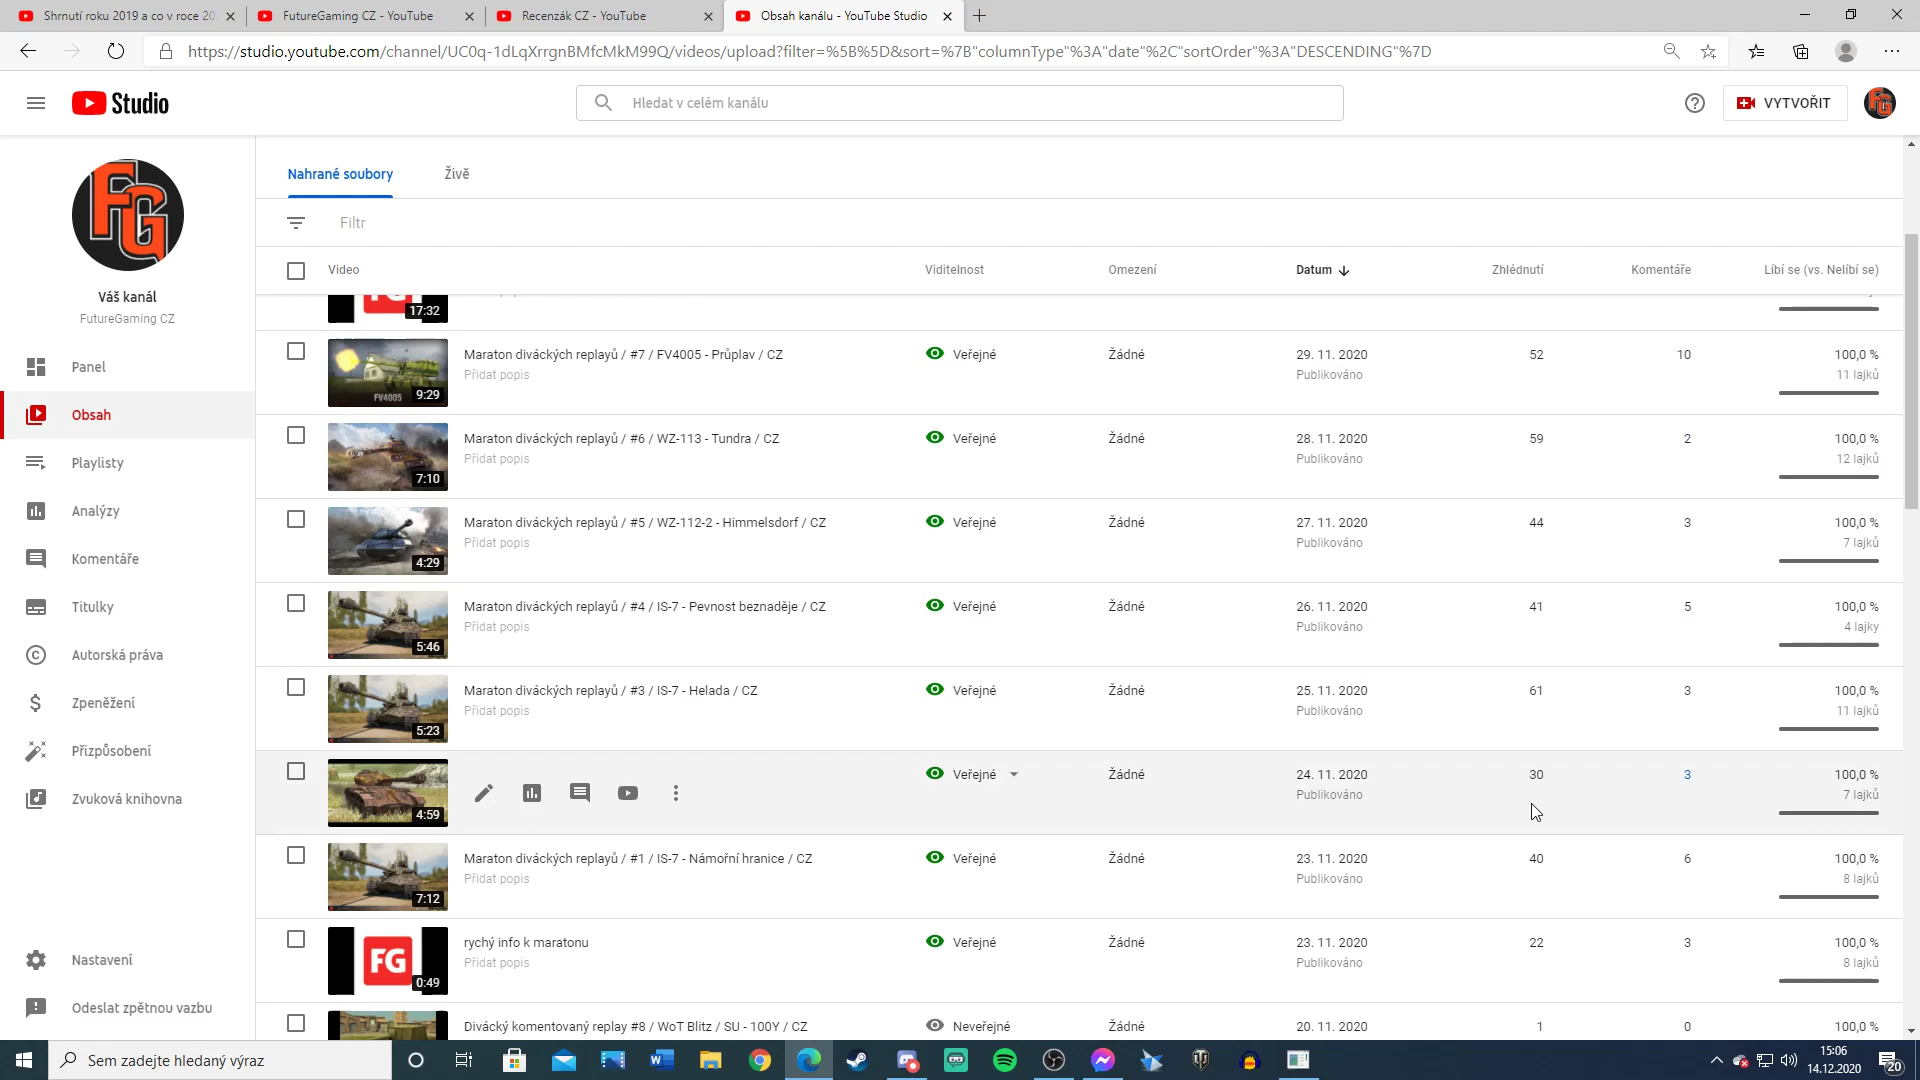 Shrnutí roku 2019 a co v roce 20
FutureGaming CZ - YouTube
Recenzák CZ - YouTube
Obsah kanálu - YouTube Studio
https://studio.youtube.com/channel/UC0q-1dLqXrrgnBMfcMkM99Q/videos/upload?filter=%5B%5D&sort=%7B"columnType"%3A"date"%2C"sortOrder"%3A"DESCENDING"%7D
Studio
Hledat v celém kanálu
VYTVOŘIT
FG
Váš kanál
FutureGaming CZ
Panel
Obsah
Playlisty
Analýzy
Komentáře
Titulky
Autorská práva
Zpeněžení
Přizpůsobení
Zvuková knihovna
Nastavení
Odeslat zpětnou vazbu
Nahrané soubory Živě
Filtr
Video Viditelnost Omezení Datum Zhlédnutí Komentáře Líbí se (vs. Nelíbí se)
17:32
Maraton diváckých replayů / #7 / FV4005 - Průplav / CZ Veřejné Žádné 29. 11. 2020 52 10 100,0 %
Přidat popis Publikováno 11 lajků
FV4005 9:29
Maraton diváckých replayů / #6 / WZ-113 - Tundra / CZ Veřejné Žádné 28. 11. 2020 59 2 100,0 %
Přidat popis Publikováno 12 lajků
7:10
Maraton diváckých replayů / #5 / WZ-112-2 - Himmelsdorf / CZ Veřejné Žádné 27. 11. 2020 44 3 100,0 %
Přidat popis Publikováno 7 lajků
4:29
Maraton diváckých replayů / #4 / IS-7 - Pevnost beznaděje / CZ Veřejné Žádné 26. 11. 2020 41 5 100,0 %
Přidat popis Publikováno 4 lajky
5:46
Maraton diváckých replayů / #3 / IS-7 - Helada / CZ Veřejné Žádné 25. 11. 2020 61 3 100,0 %
Přidat popis Publikováno 11 lajků
5:23
Veřejné Žádné 24. 11. 2020 30 3 100,0 %
Publikováno 7 lajků
4:59
Maraton diváckých replayů / #1 / IS-7 - Námořní hranice / CZ Veřejné Žádné 23. 11. 2020 40 6 100,0 %
Přidat popis Publikováno 8 lajků
7:12
rychý info k maratonu Veřejné Žádné 23. 11. 2020 22 3 100,0 %
Přidat popis Publikováno 8 lajků
FG 0:49
Divácký komentovaný replay #8 / WoT Blitz / SU - 100Y / CZ Neveřejné Žádné 20. 11. 2020 1 0 100,0 %
Sem zadejte hledaný výraz
15:06
14.12.2020
20